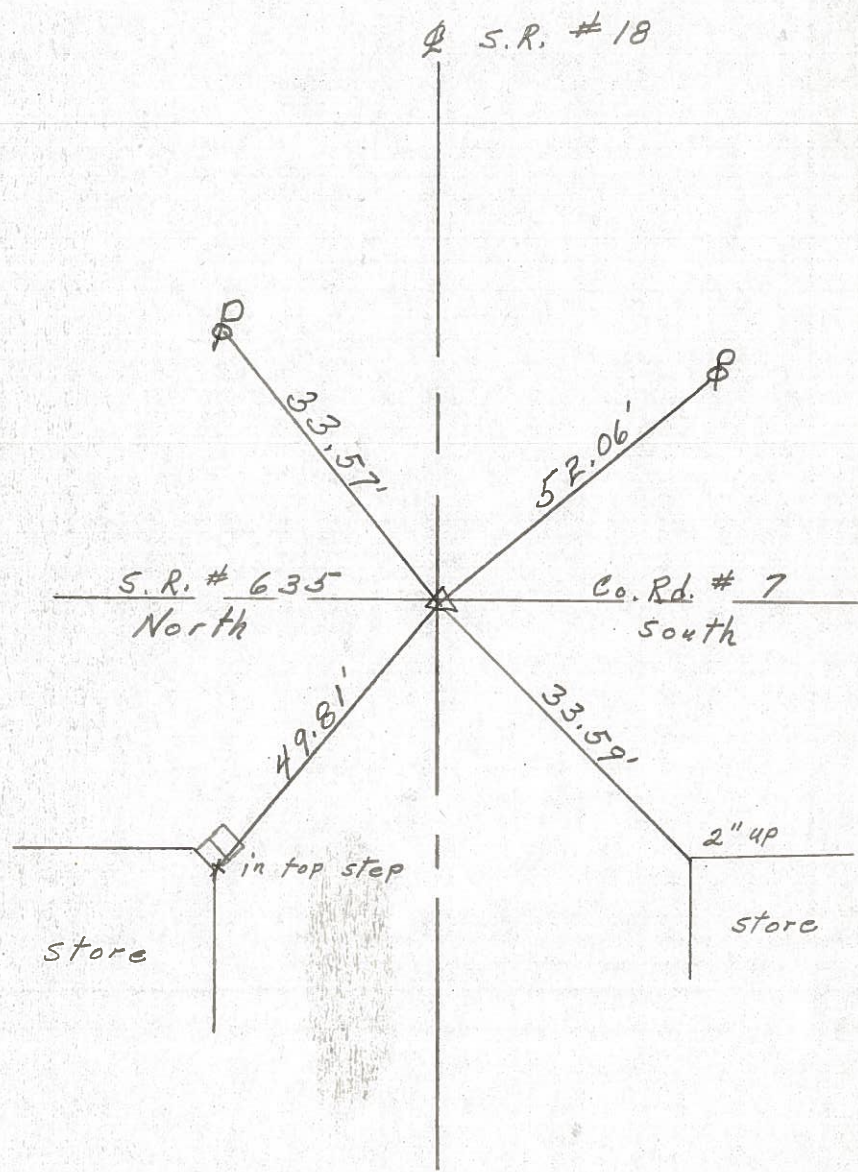 ℄ S.R. # 18
33.57'
52.06'
S.R. # 635
North
Co. Rd. # 7
South
49.81'
33.59'
2" up
x in top step
store
store